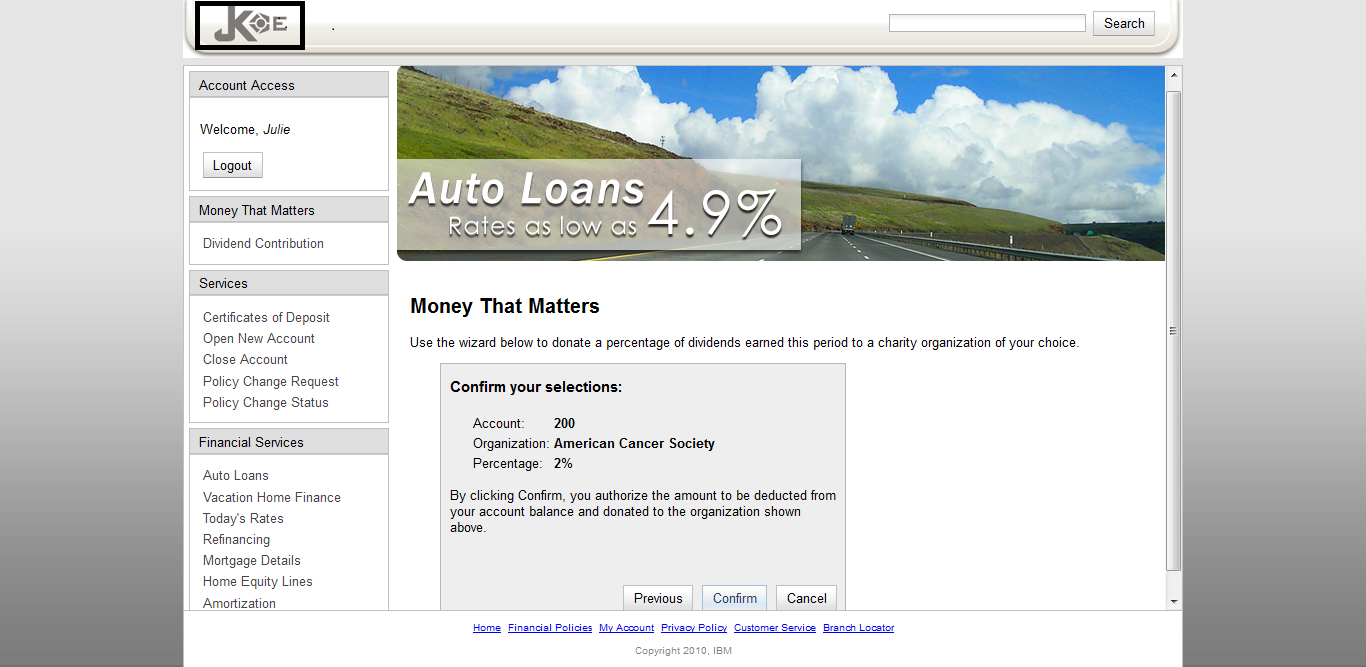 JKE
.
Search
Account Access
Welcome, Julie
Logout
Money That Matters
Dividend Contribution
Services
Certificates of Deposit
Open New Account
Close Account
Policy Change Request
Policy Change Status
Financial Services
Auto Loans
Vacation Home Finance
Today's Rates
Refinancing
Mortgage Details
Home Equity Lines
Amortization
Auto Loans
Rates as low as 4.9%
Money That Matters
Use the wizard below to donate a percentage of dividends earned this period to a charity organization of your choice.
Confirm your selections:
Account: 200
Organization: American Cancer Society
Percentage: 2%
By clicking Confirm, you authorize the amount to be deducted from
your account balance and donated to the organization shown
above.
Previous Confirm Cancel
Home Financial Policies My Account Privacy Policy Customer Service Branch Locator
Copyright 2010, IBM